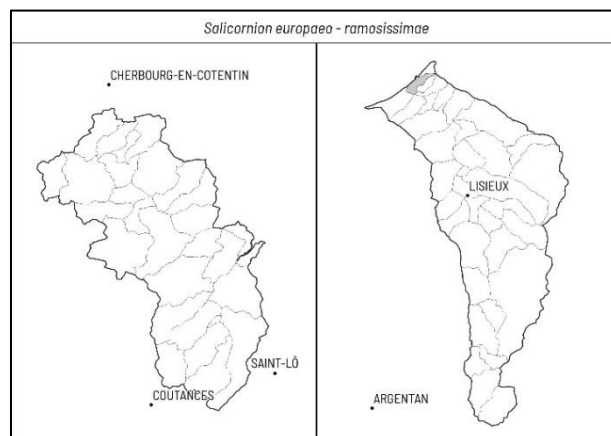 Salicornion europaeo - ramosissimae
CHERBOURG-EN-COTENTIN
SAINT-LÔ
COUTANCES
LISIEUX
ARGENTAN